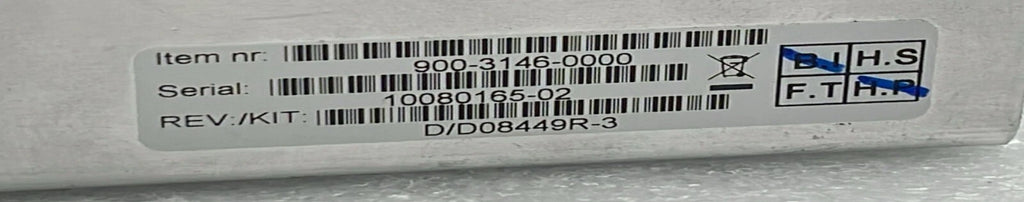 Item nr:
900-3146-0000
Serial:
10080165-02
REV:/KIT:
D/D08449R-3
B.I H.S
F.T H.P